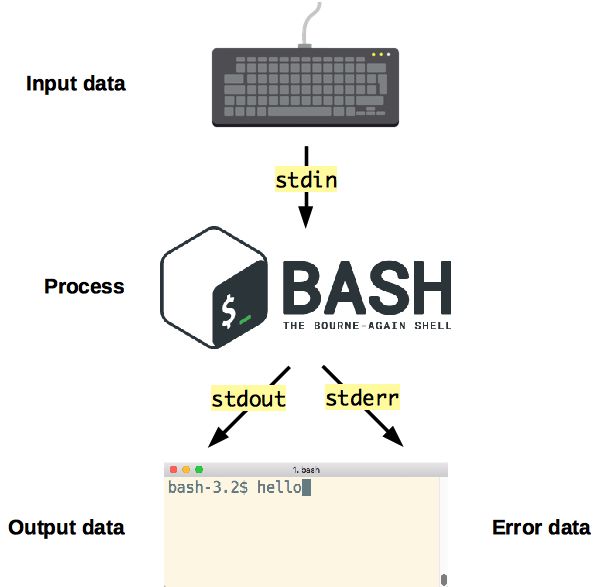 Input data
stdin
Process
$_
BASH
THE BOURNE-AGAIN SHELL
stdout
stderr
1. bash
bash-3.2$ hello
Output data
Error data